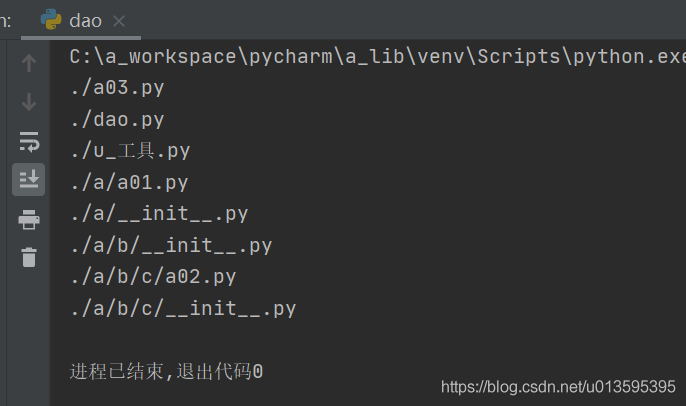 n:
dao
C:\a_workspace\pycharm\a_lib\venv\Scripts\python.exe
./a03.py
./dao.py
./u_工具.py
./a/a01.py
./a/__init__.py
./a/b/__init__.py
./a/b/c/a02.py
./a/b/c/__init__.py
进程已结束,退出代码0
https://blog.csdn.net/u013595395